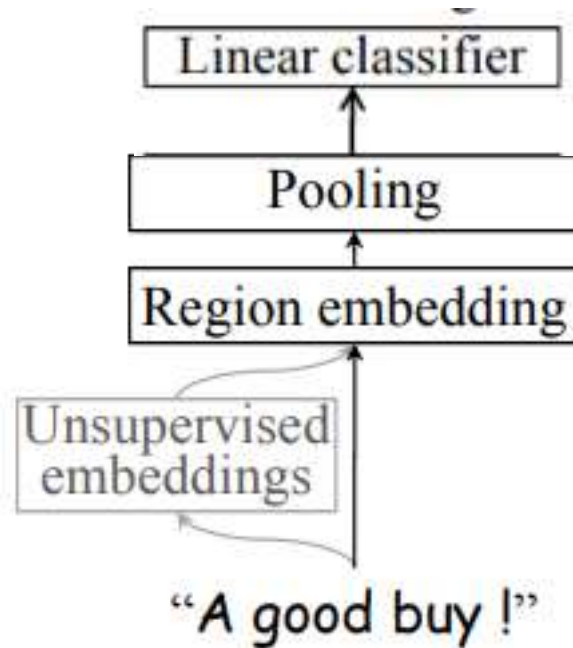 Linear classifier
Pooling
Region embedding
Unsupervised
embeddings
“A good buy !”